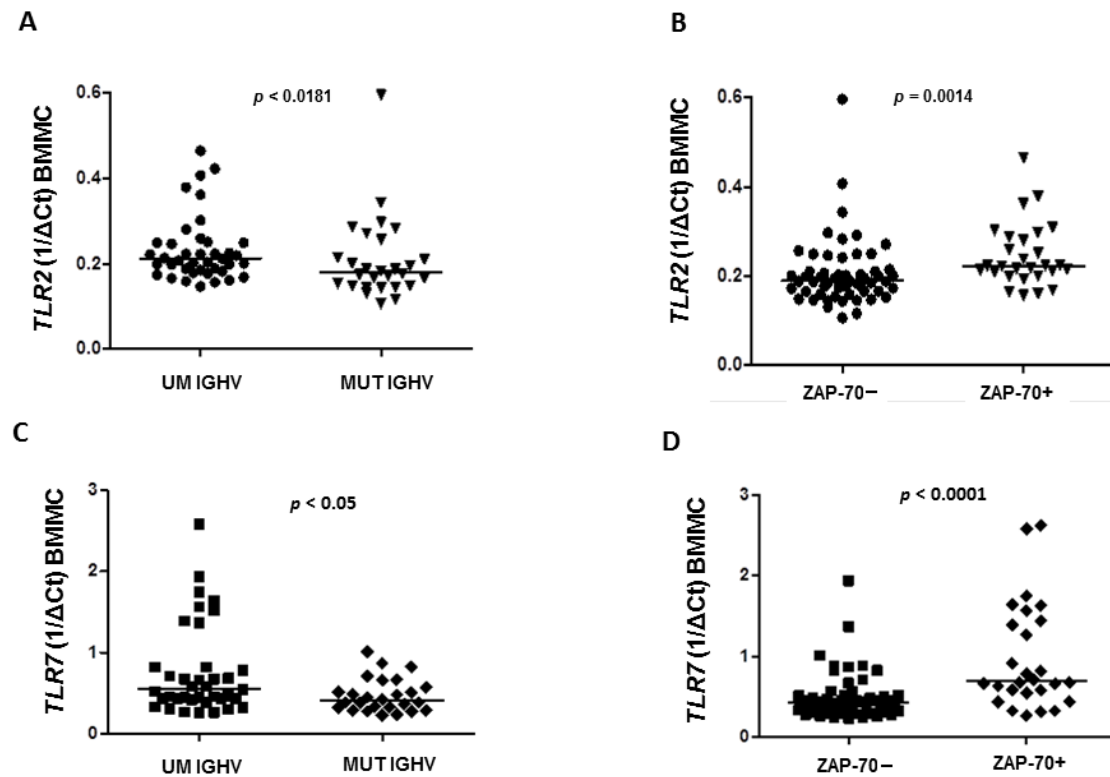 A
p < 0.0181
TLR2 (1/ΔCt) BMMC
0.6
0.4
0.2
0.0
UM IGHV
MUT IGHV
B
p = 0.0014
TLR2 (1/ΔCt) BMMC
0.6
0.4
0.2
0.0
ZAP-70−
ZAP-70+
C
p < 0.05
TLR7 (1/ΔCt) BMMC
3
2
1
0
UM IGHV
MUT IGHV
D
p < 0.0001
TLR7 (1/ΔCt) BMMC
3
2
1
0
ZAP-70−
ZAP-70+